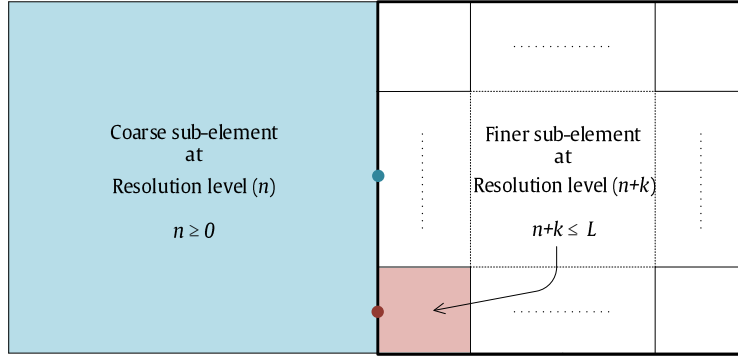 Coarse sub-element
at
Resolution level (n)
n ≥ 0
Finer sub-element
at
Resolution level (n+k)
n+k ≤ L